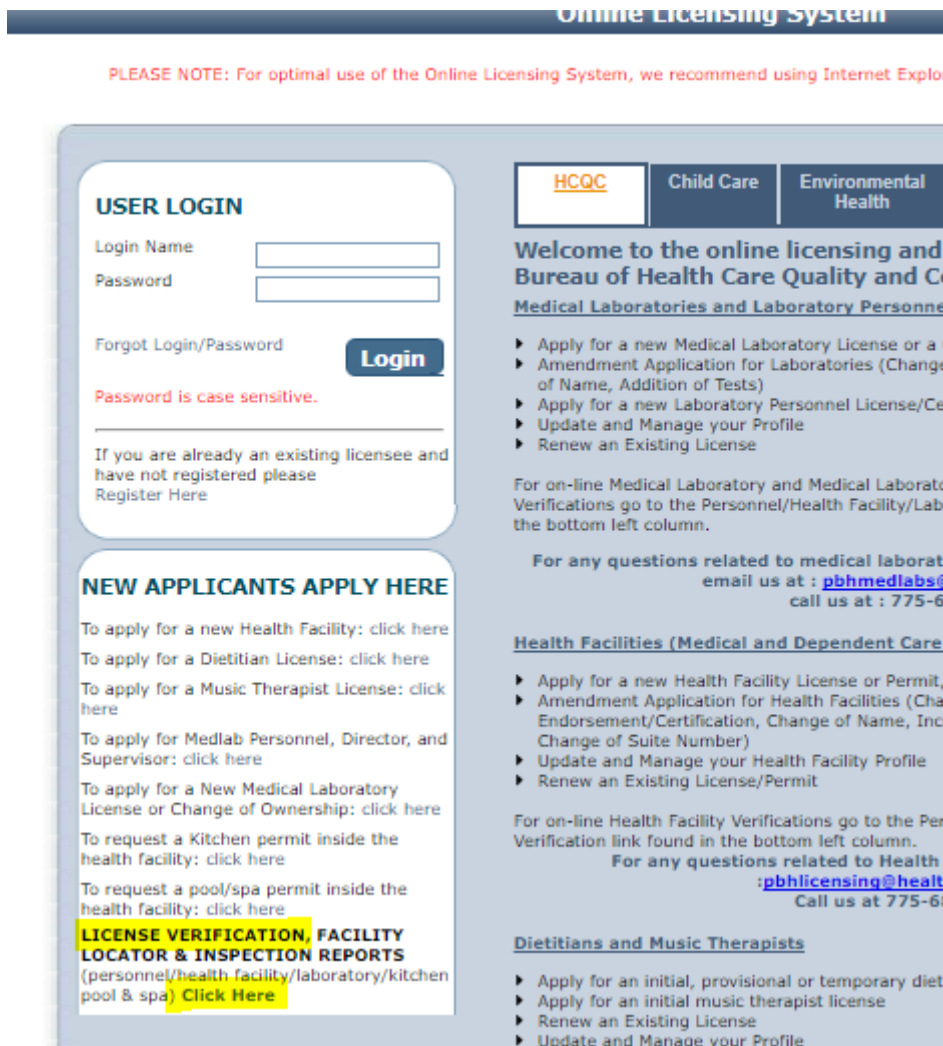 Online Licensing System
PLEASE NOTE: For optimal use of the Online Licensing System, we recommend using Internet
USER LOGIN
Login Name
Password
Forgot Login/Password
Login
Password is case sensitive.
If you are already an existing licensee and
have not registered please
Register Here
NEW APPLICANTS APPLY HERE
To apply for a new Health Facility: click here
To apply for a Dietitian License: click here
To apply for a Music Therapist License: click
here
To apply for Medlab Personnel, Director, and
Supervisor: click here
To apply for a New Medical Laboratory
License or Change of Ownership: click here
To request a Kitchen permit inside the
health facility: click here
To request a pool/spa permit inside the
health facility: click here
LICENSE VERIFICATION, FACILITY
LOCATOR & INSPECTION REPORTS
(personnel/health facility/laboratory/kitchen
pool & spa) Click Here
HCQC
Child Care
Environmental
Health
Welcome to the online licensing and
Bureau of Health Care Quality and
Medical Laboratories and Laboratory
▶ Apply for a new Medical Laboratory License or a
▶ Amendment Application for Laboratories (Change
of Name, Addition of Tests)
▶ Apply for a new Laboratory Personnel
▶ Update and Manage your Profile
▶ Renew an Existing License
For on-line Medical Laboratory and Medical
Verifications go to the Personnel/Health
the bottom left column.
For any questions related to medical
email us at : pbhmedlabs@
call us at : 775-6
Health Facilities (Medical and Dependent Care
▶ Apply for a new Health Facility License or Permit,
▶ Amendment Application for Health Facilities
Endorsement/Certification, Change of Name,
Change of Suite Number)
▶ Update and Manage your Health Facility Profile
▶ Renew an Existing License/Permit
For on-line Health Facility Verifications go to the
Verification link found in the bottom left column.
For any questions related to Health
:pbhlicensing@healt
Call us at 775-68
Dietitians and Music Therapists
▶ Apply for an initial, provisional or temporary
▶ Apply for an initial music therapist license
▶ Renew an Existing License
▶ Update and Manage your Profile